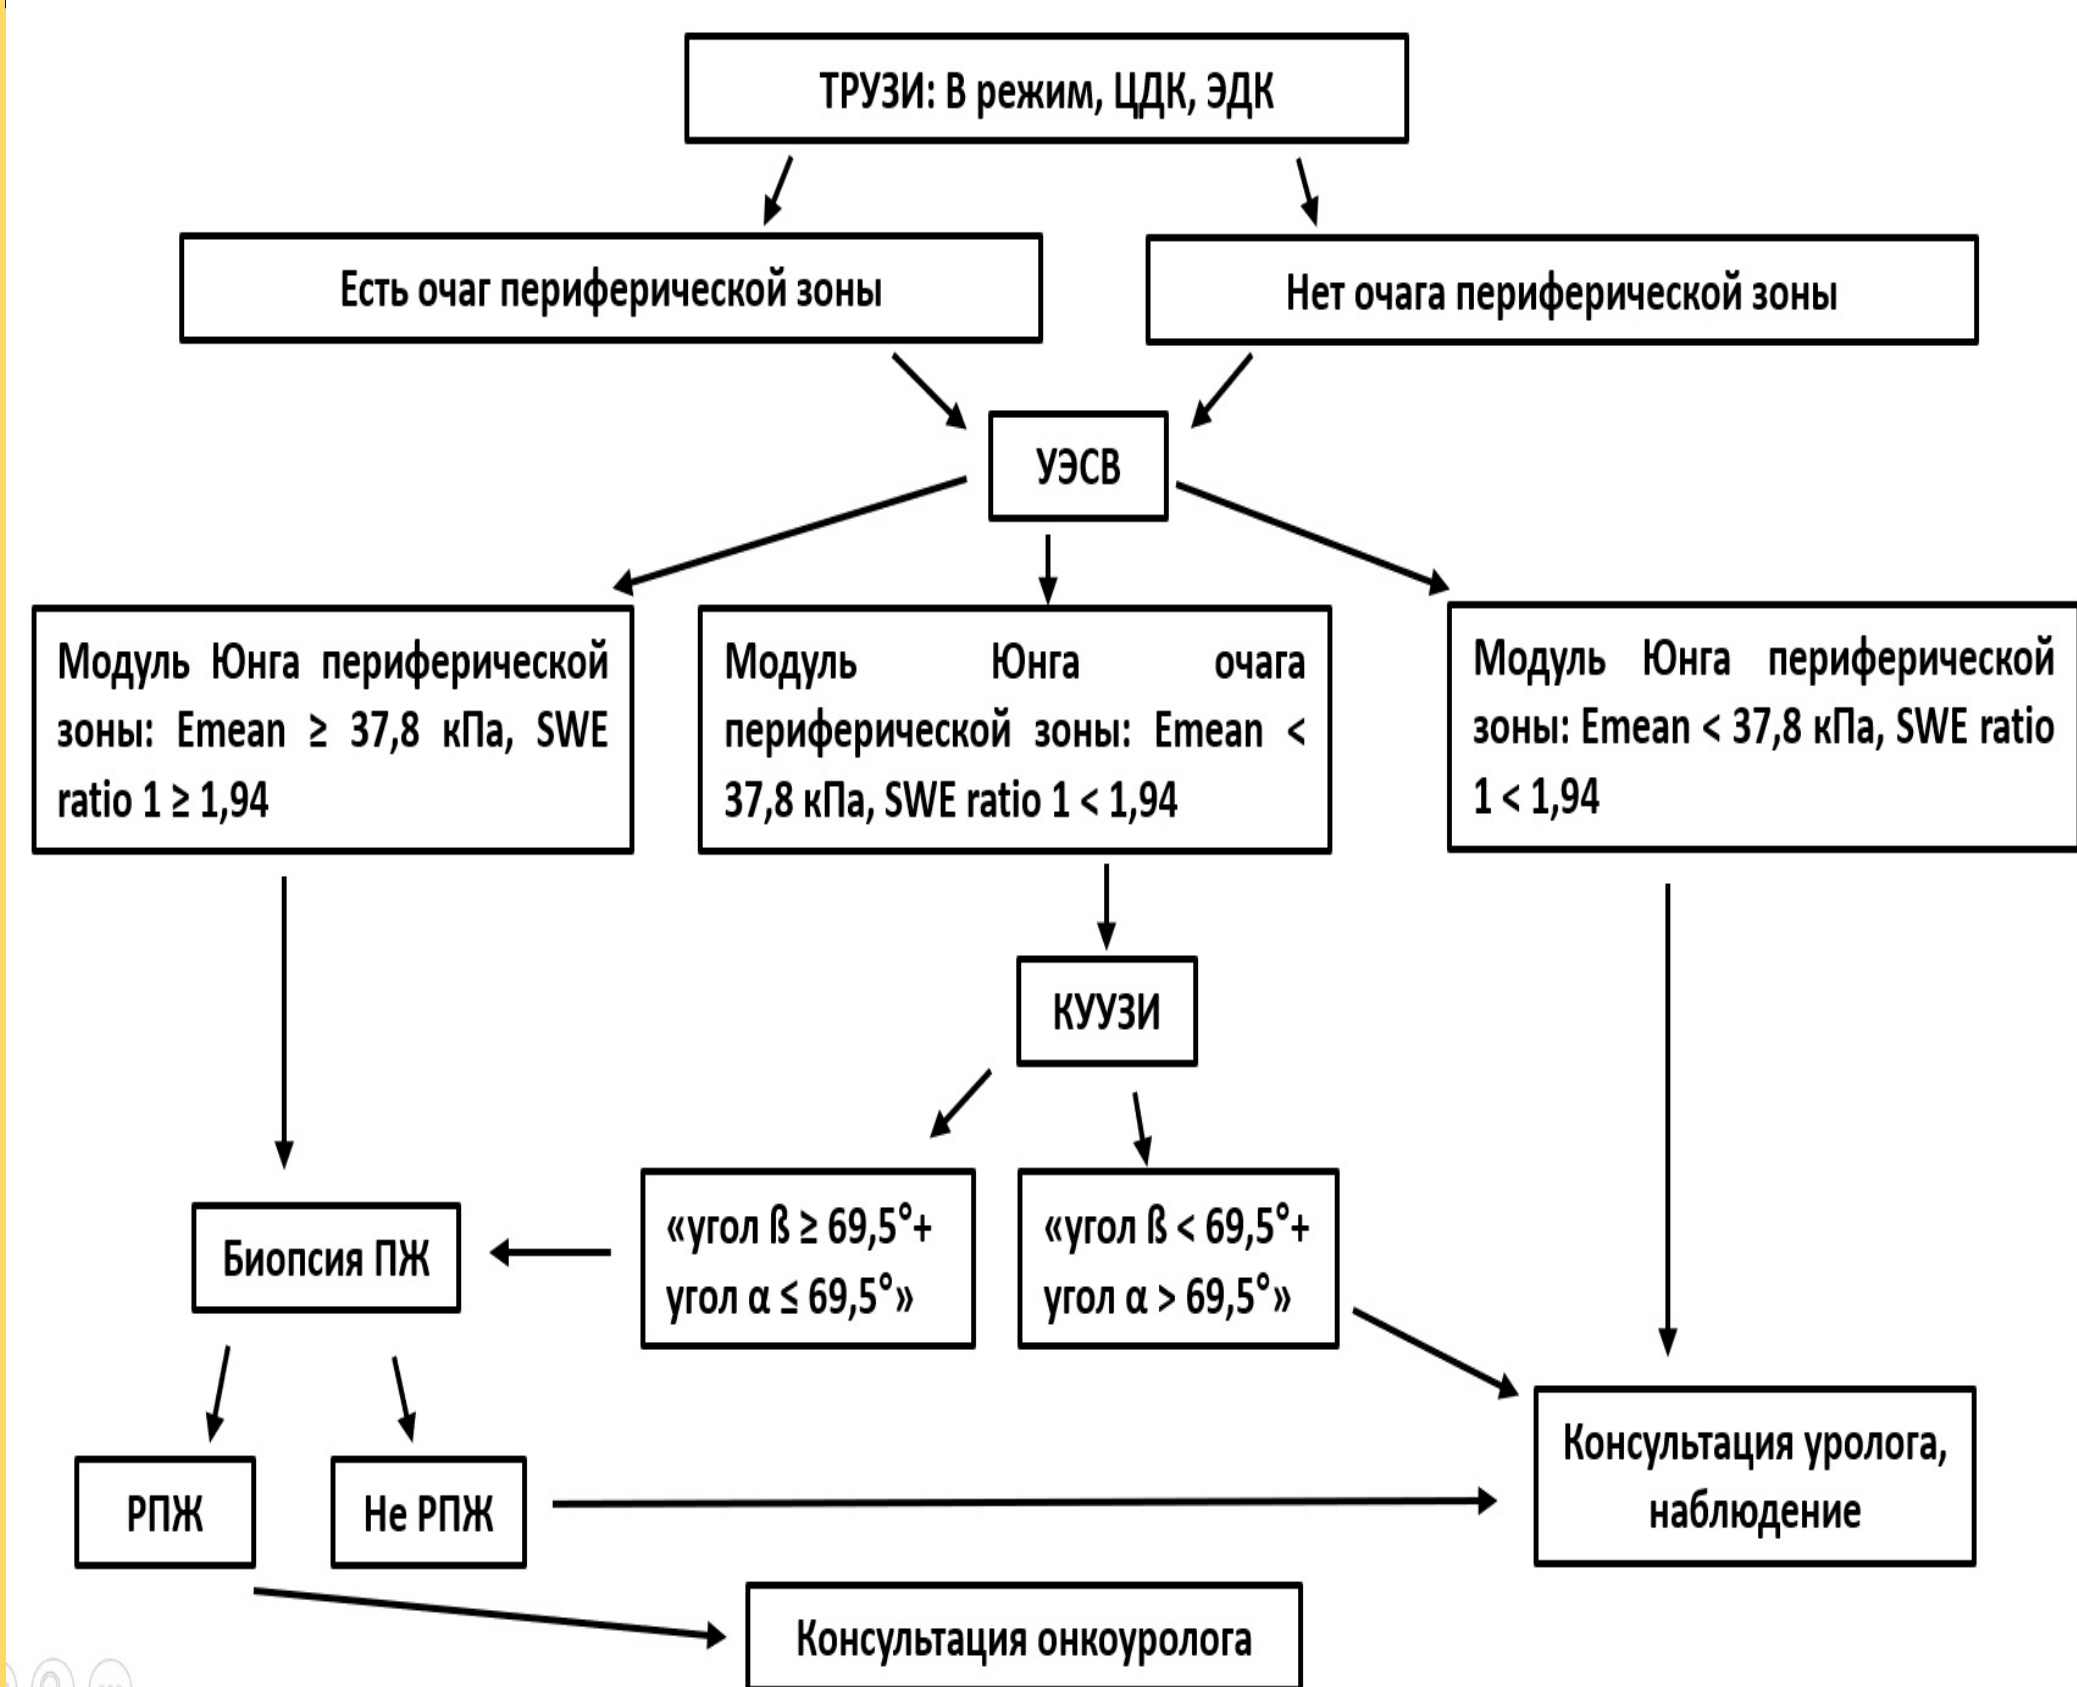 ТРУЗИ: В режим, ЦДК, ЭДК
Есть очаг периферической зоны
Нет очага периферической зоны
УЭСВ
Модуль Юнга периферической
зоны: Emean ≥ 37,8 кПа, SWE
ratio 1 ≥ 1,94
Модуль Юнга очага
периферической зоны: Emean <
37,8 кПа, SWE ratio 1 < 1,94
Модуль Юнга периферической
зоны: Emean < 37,8 кПа, SWE ratio
1 < 1,94
КУУЗИ
Биопсия ПЖ
«угол ß ≥ 69,5°+
угол α ≤ 69,5°»
«угол ß < 69,5°+
угол α > 69,5°»
РПЖ
Не РПЖ
Консультация уролога,
наблюдение
Консультация онкоуролога